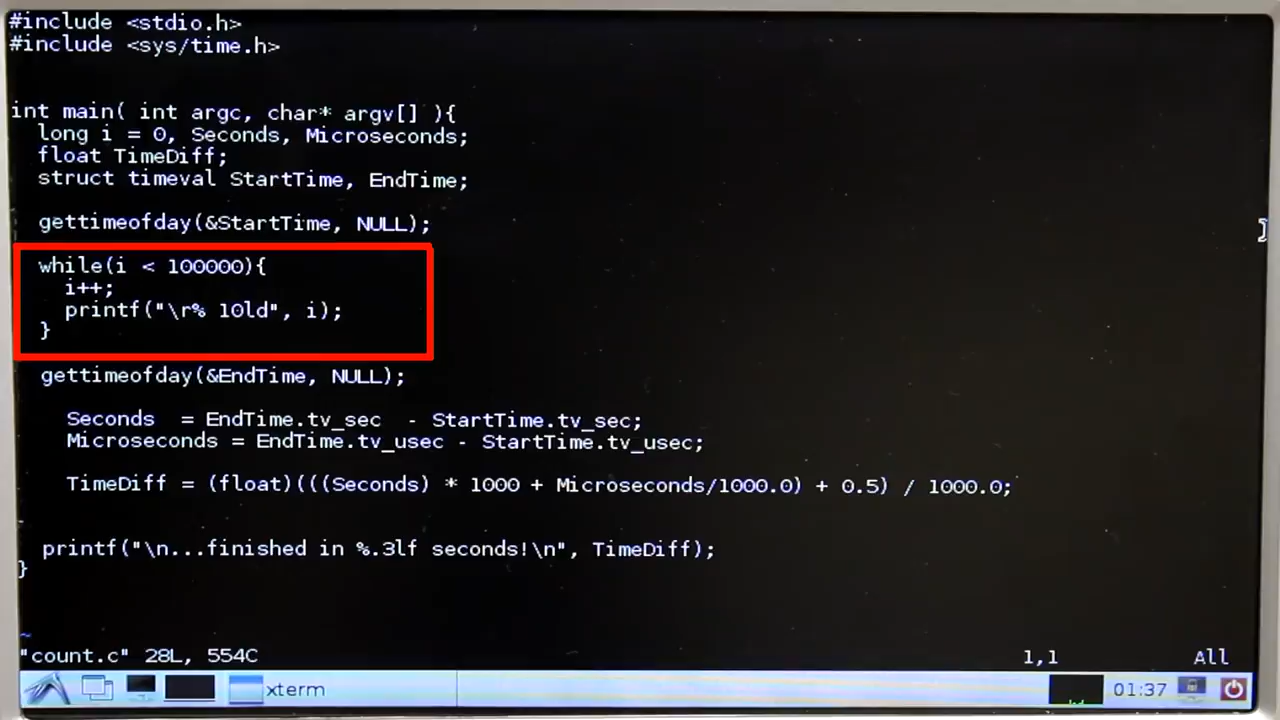 #include <stdio.h>
#include <sys/time.h>
int main( int argc, char* argv[] ){
long i = 0, Seconds, Microseconds;
float TimeDiff;
struct timeval StartTime, EndTime;
gettimeofday(&StartTime, NULL);
while(i < 100000){
i++;
printf("\r% 10ld", i);
}
gettimeofday(&EndTime, NULL);
Seconds  = EndTime.tv_sec  - StartTime.tv_sec;
Microseconds = EndTime.tv_usec - StartTime.tv_usec;
TimeDiff = (float)(((Seconds) * 1000 + Microseconds/1000.0) + 0.5) / 1000.0;
printf("\n...finished in %.3lf seconds!\n", TimeDiff);
}
~
"count.c" 28L, 554C 1,1 All
xterm 01:37